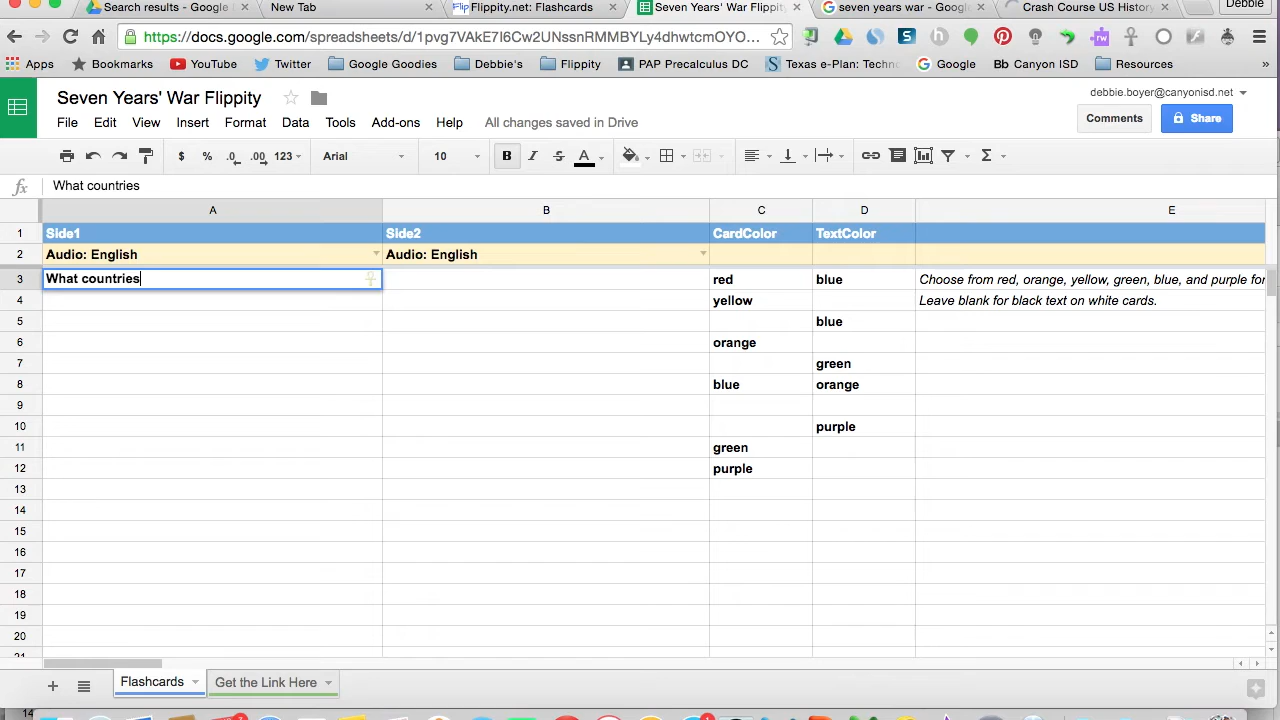 Search results - Google
New Tab
Flippity.net: Flashcards
Seven Years' War Flippity
seven years war - Google
Crash Course US History
Debbie
https://docs.google.com/spreadsheets/d/1pvg7VAkE7I6Cw2UNssnRMMBYLy4dhwtcmOYO...
Apps
Bookmarks
YouTube
Twitter
Google Goodies
Debbie's
Flippity
PAP Precalculus DC
Texas e-Plan: Techn
Google
Bb Canyon ISD
Resources
»
Seven Years' War Flippity
debbie.boyer@canyonisd.net
File Edit View Insert Format Data Tools Add-ons Help All changes saved in Drive
Comments
Share
$ % .0 .00 123 Arial 10 B I S A Σ
fx What countries
A B C D E
1 Side1 Side2 CardColor TextColor
2 Audio: English Audio: English
3 What countries red blue Choose from red, orange, yellow, green, blue, and purple for
4 yellow Leave blank for black text on white cards.
5 blue
6 orange
7 green
8 blue orange
9
10 purple
11 green
12 purple
13
14
15
16
17
18
19
20
21
+ Flashcards Get the Link Here
14